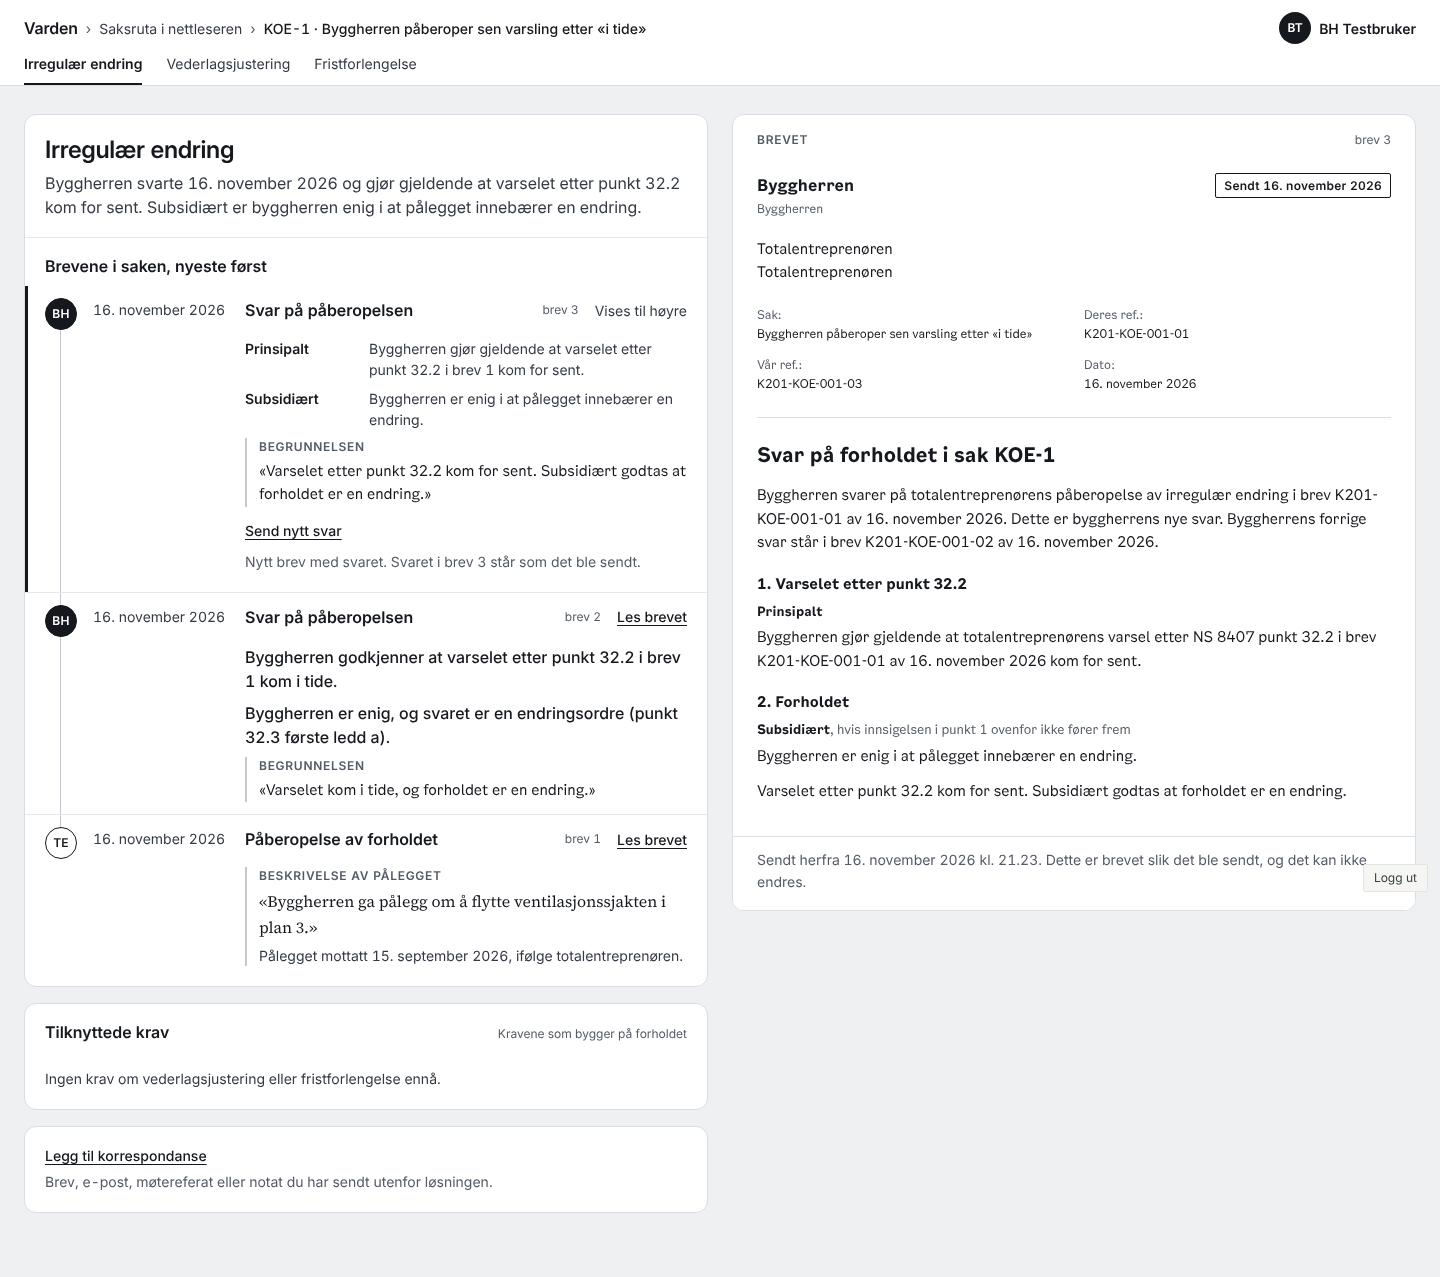 Varden › Saksruta i nettleseren › KOE-1 · Byggherren påberoper sen varsling etter «i tide»
BT BH Testbruker
Irregulær endring Vederlagsjustering Fristforlengelse
Irregulær endring
Byggherren svarte 16. november 2026 og gjør gjeldende at varselet etter punkt 32.2
kom for sent. Subsidiært er byggherren enig i at pålegget innebærer en endring.
Brevene i saken, nyeste først
BH 16. november 2026 Svar på påberopelsen brev 3 Vises til høyre
Prinsipalt Byggherren gjør gjeldende at varselet etter
punkt 32.2 i brev 1 kom for sent.
Subsidiært Byggherren er enig i at pålegget innebærer en
endring.
BEGRUNNELSEN
«Varselet etter punkt 32.2 kom for sent. Subsidiært godtas at
forholdet er en endring.»
Send nytt svar
Nytt brev med svaret. Svaret i brev 3 står som det ble sendt.
BH 16. november 2026 Svar på påberopelsen brev 2 Les brevet
Byggherren godkjenner at varselet etter punkt 32.2 i brev
1 kom i tide.
Byggherren er enig, og svaret er en endringsordre (punkt
32.3 første ledd a).
BEGRUNNELSEN
«Varselet kom i tide, og forholdet er en endring.»
TE 16. november 2026 Påberopelse av forholdet brev 1 Les brevet
BESKRIVELSE AV PÅLEGGET
«Byggherren ga pålegg om å flytte ventilasjonssjakten i
plan 3.»
Pålegget mottatt 15. september 2026, ifølge totalentreprenøren.
Tilknyttede krav Kravene som bygger på forholdet
Ingen krav om vederlagsjustering eller fristforlengelse ennå.
Legg til korrespondanse
Brev, e-post, møtereferat eller notat du har sendt utenfor løsningen.
BREVET brev 3
Byggherren Sendt 16. november 2026
Byggherren
Totalentreprenøren
Totalentreprenøren
Sak: Deres ref.:
Byggherren påberoper sen varsling etter «i tide» K201-KOE-001-01
Vår ref.: Dato:
K201-KOE-001-03 16. november 2026
Svar på forholdet i sak KOE-1
Byggherren svarer på totalentreprenørens påberopelse av irregulær endring i brev K201-
KOE-001-01 av 16. november 2026. Dette er byggherrens nye svar. Byggherrens forrige
svar står i brev K201-KOE-001-02 av 16. november 2026.
1. Varselet etter punkt 32.2
Prinsipalt
Byggherren gjør gjeldende at totalentreprenørens varsel etter NS 8407 punkt 32.2 i brev
K201-KOE-001-01 av 16. november 2026 kom for sent.
2. Forholdet
Subsidiært, hvis innsigelsen i punkt 1 ovenfor ikke fører frem
Byggherren er enig i at pålegget innebærer en endring.
Varselet etter punkt 32.2 kom for sent. Subsidiært godtas at forholdet er en endring.
Sendt herfra 16. november 2026 kl. 21.23. Dette er brevet slik det ble sendt, og det kan ikke
endres.
Logg ut